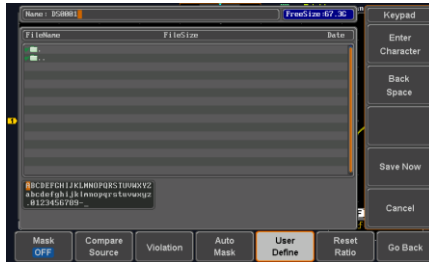 Name: DS0001
FreeSize:67.3G
Keypad
FileName FileSize Date
.
..
Enter
Character
Back
Space
Save Now
Cancel
ABCDEFGHIJKLMNOPQRSTUVWXYZ
abcdefghijklmnopqrstuvwxyz
.0123456789-_
Mask
OFF
Compare
Source
Violation
Auto
Mask
User
Define
Reset
Ratio
Go Back